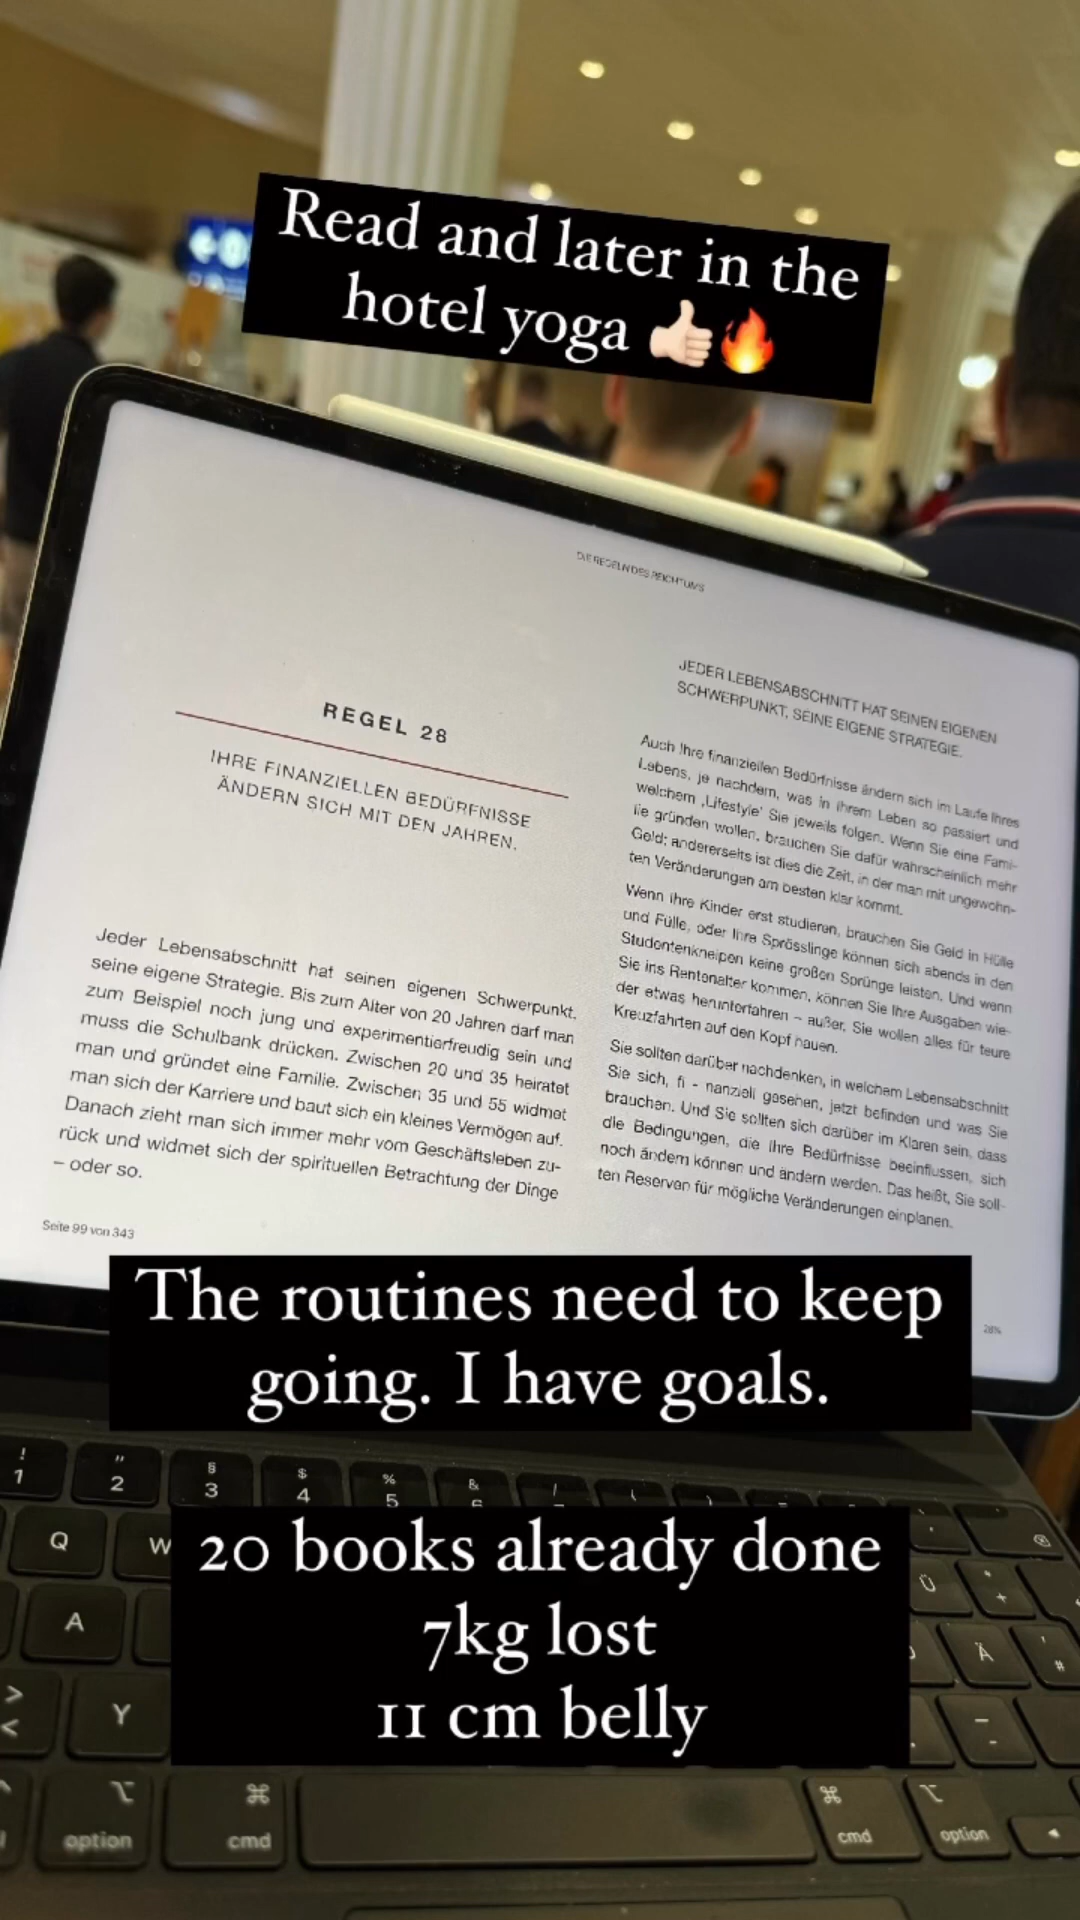 Read and later in the
hotel yoga 👍🏻🔥
DIE REGELN DES REICHTUMS
REGEL 28
IHRE FINANZIELLEN BEDÜRFNISSE
ÄNDERN SICH MIT DEN JAHREN.
Jeder Lebensabschnitt hat seinen eigenen Schwerpunkt,
seine eigene Strategie. Bis zum Alter von 20 Jahren darf man
zum Beispiel noch jung und experimentierfreudig sein und
muss die Schulbank drücken. Zwischen 20 und 35 heiratet
man und gründet eine Familie. Zwischen 35 und 55 widmet
man sich der Karriere und baut sich ein kleines Vermögen auf.
Danach zieht man sich immer mehr vom Geschäftsleben zu-
rück und widmet sich der spirituellen Betrachtung der Dinge
– oder so.
Seite 99 von 343
JEDER LEBENSABSCHNITT HAT SEINEN EIGENEN
SCHWERPUNKT, SEINE EIGENE STRATEGIE.
Auch Ihre finanziellen Bedürfnisse ändern sich im Laufe Ihres
Lebens, je nachdem, was in Ihrem Leben so passiert und
welchem ‚Lifestyle‘ Sie jeweils folgen. Wenn Sie eine Fami-
lie gründen wollen, brauchen Sie dafür wahrscheinlich mehr
Geld; andererseits ist dies die Zeit, in der man mit ungewohn-
ten Veränderungen am besten klar kommt.
Wenn Ihre Kinder erst studieren, brauchen Sie Geld in Hülle
und Fülle, oder Ihre Sprösslinge können sich abends in den
Studentenkneipen keine großen Sprünge leisten. Und wenn
Sie ins Rentenalter kommen, können Sie Ihre Ausgaben wie-
der etwas herunterfahren – außer, Sie wollen alles für teure
Kreuzfahrten auf den Kopf hauen.
Sie sollten darüber nachdenken, in welchem Lebensabschnitt
Sie sich, fi - nanziell gesehen, jetzt befinden und was Sie
brauchen. Und Sie sollten sich darüber im Klaren sein, dass
die Bedingungen, die Ihre Bedürfnisse beeinflussen, sich
noch ändern können und ändern werden. Das heißt, Sie soll-
ten Reserven für mögliche Veränderungen einplanen.
28%
The routines need to keep
going. I have goals.
! " § $ % &
1 2 3 4 5 6
20 books already done
7kg lost
11 cm belly
Q W Ü * +
A Ä ' #
> < Y _ -
option cmd cmd option